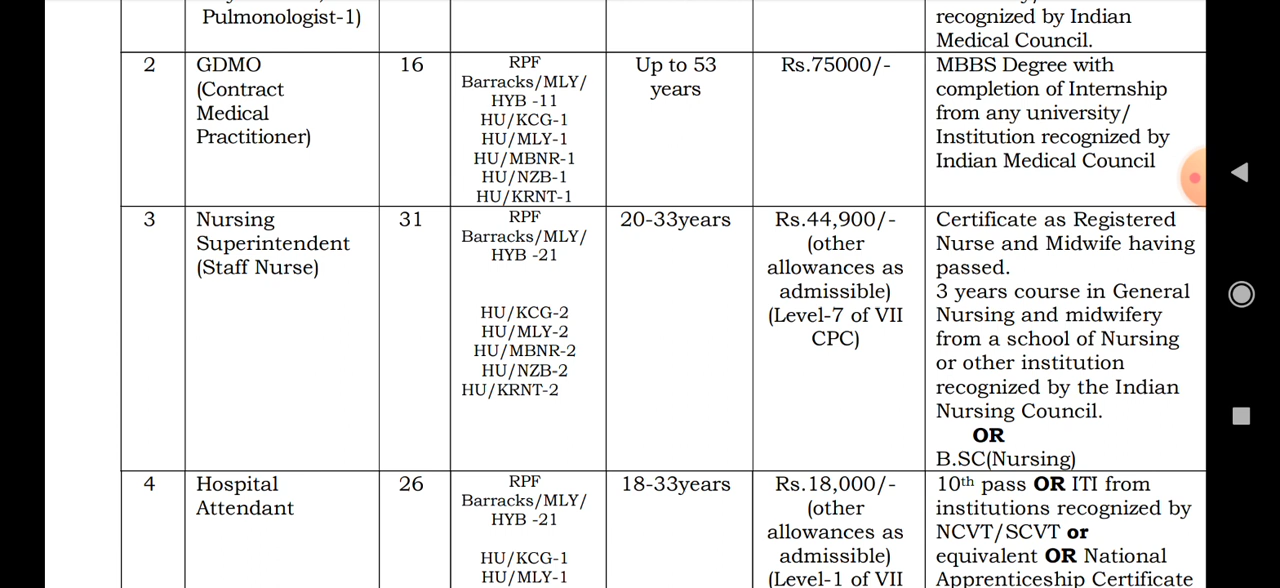 Pulmonologist-1)
recognized by Indian
Medical Council.
2
GDMO
(Contract
Medical
Practitioner)
16
RPF
Barracks/MLY/
HYB -11
HU/KCG-1
HU/MLY-1
HU/MBNR-1
HU/NZB-1
HU/KRNT-1
Up to 53
years
Rs.75000/-
MBBS Degree with
completion of Internship
from any university/
Institution recognized by
Indian Medical Council
3
Nursing
Superintendent
(Staff Nurse)
31
RPF
Barracks/MLY/
HYB -21
HU/KCG-2
HU/MLY-2
HU/MBNR-2
HU/NZB-2
HU/KRNT-2
20-33years
Rs.44,900/-
(other
allowances as
admissible)
(Level-7 of VII
CPC)
Certificate as Registered
Nurse and Midwife having
passed.
3 years course in General
Nursing and midwifery
from a school of Nursing
or other institution
recognized by the Indian
Nursing Council.
OR
B.SC(Nursing)
4
Hospital
Attendant
26
RPF
Barracks/MLY/
HYB -21
HU/KCG-1
HU/MLY-1
18-33years
Rs.18,000/-
(other
allowances as
admissible)
(Level-1 of VII
10th pass OR ITI from
institutions recognized by
NCVT/SCVT or
equivalent OR National
Apprenticeship Certificate